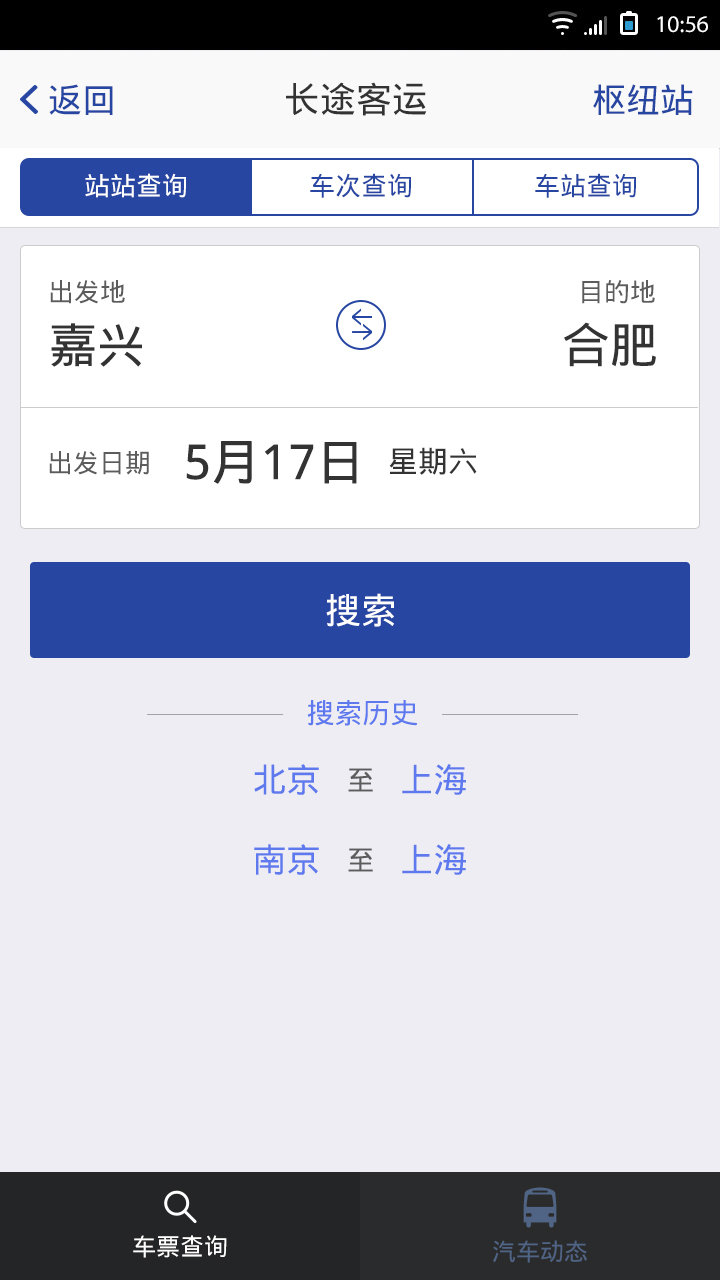 10:56
返回 长途客运 枢纽站
站站查询 车次查询 车站查询
出发地 目的地
嘉兴 合肥
出发日期 5月17日 星期六
搜索
搜索历史
北京 至 上海
南京 至 上海
车票查询 汽车动态